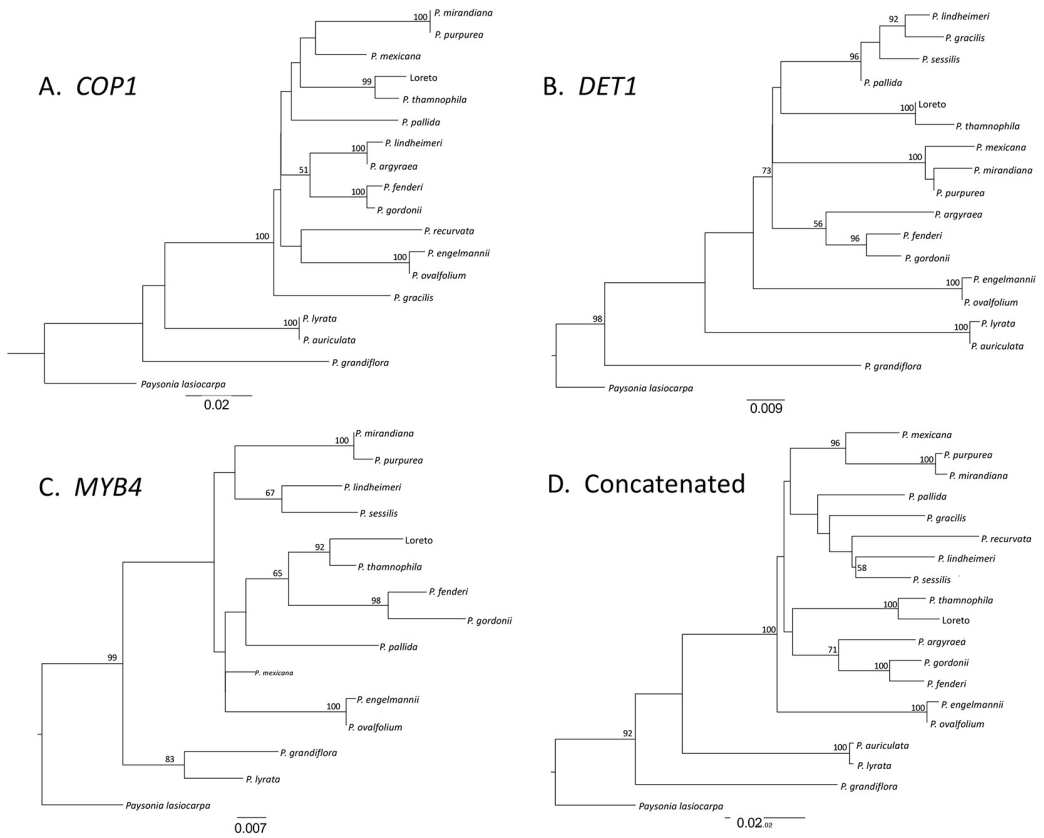 A. COP1
100
P. mirandiana
P. purpurea
P. mexicana
99
Loreto
P. thamnophila
P. pallida
100
P. lindheimeri
P. argyraea
51
100
P. fenderi
P. gordonii
100
P. recurvata
100
P. engelmannii
P. ovalfolium
P. gracilis
100
P. lyrata
P. auriculata
P. grandiflora
Paysonia lasiocarpa
0.02
B. DET1
92
P. lindheimeri
P. gracilis
96
P. sessilis
P. pallida
100
Loreto
P. thamnophila
100
P. mexicana
P. mirandiana
P. purpurea
73
P. argyraea
56
96
P. fenderi
P. gordonii
100
P. engelmannii
P. ovalfolium
98
100
P. lyrata
P. auriculata
P. grandiflora
Paysonia lasiocarpa
0.009
C. MYB4
100
P. mirandiana
P. purpurea
67
P. lindheimeri
P. sessilis
92
Loreto
P. thamnophila
65
98
P. fenderi
P. gordonii
P. pallida
99
P. mexicana
100
P. engelmannii
P. ovalfolium
83
P. grandiflora
P. lyrata
Paysonia lasiocarpa
0.007
D. Concatenated
96
P. mexicana
100
P. purpurea
P. mirandiana
P. pallida
P. gracilis
P. recurvata
P. lindheimeri
58
P. sessilis
100
P. thamnophila
Loreto
100
71
P. argyraea
100
P. gordonii
P. fenderi
100
P. engelmannii
P. ovalfolium
92
100
P. auriculata
P. lyrata
P. grandiflora
Paysonia lasiocarpa
0.02.02